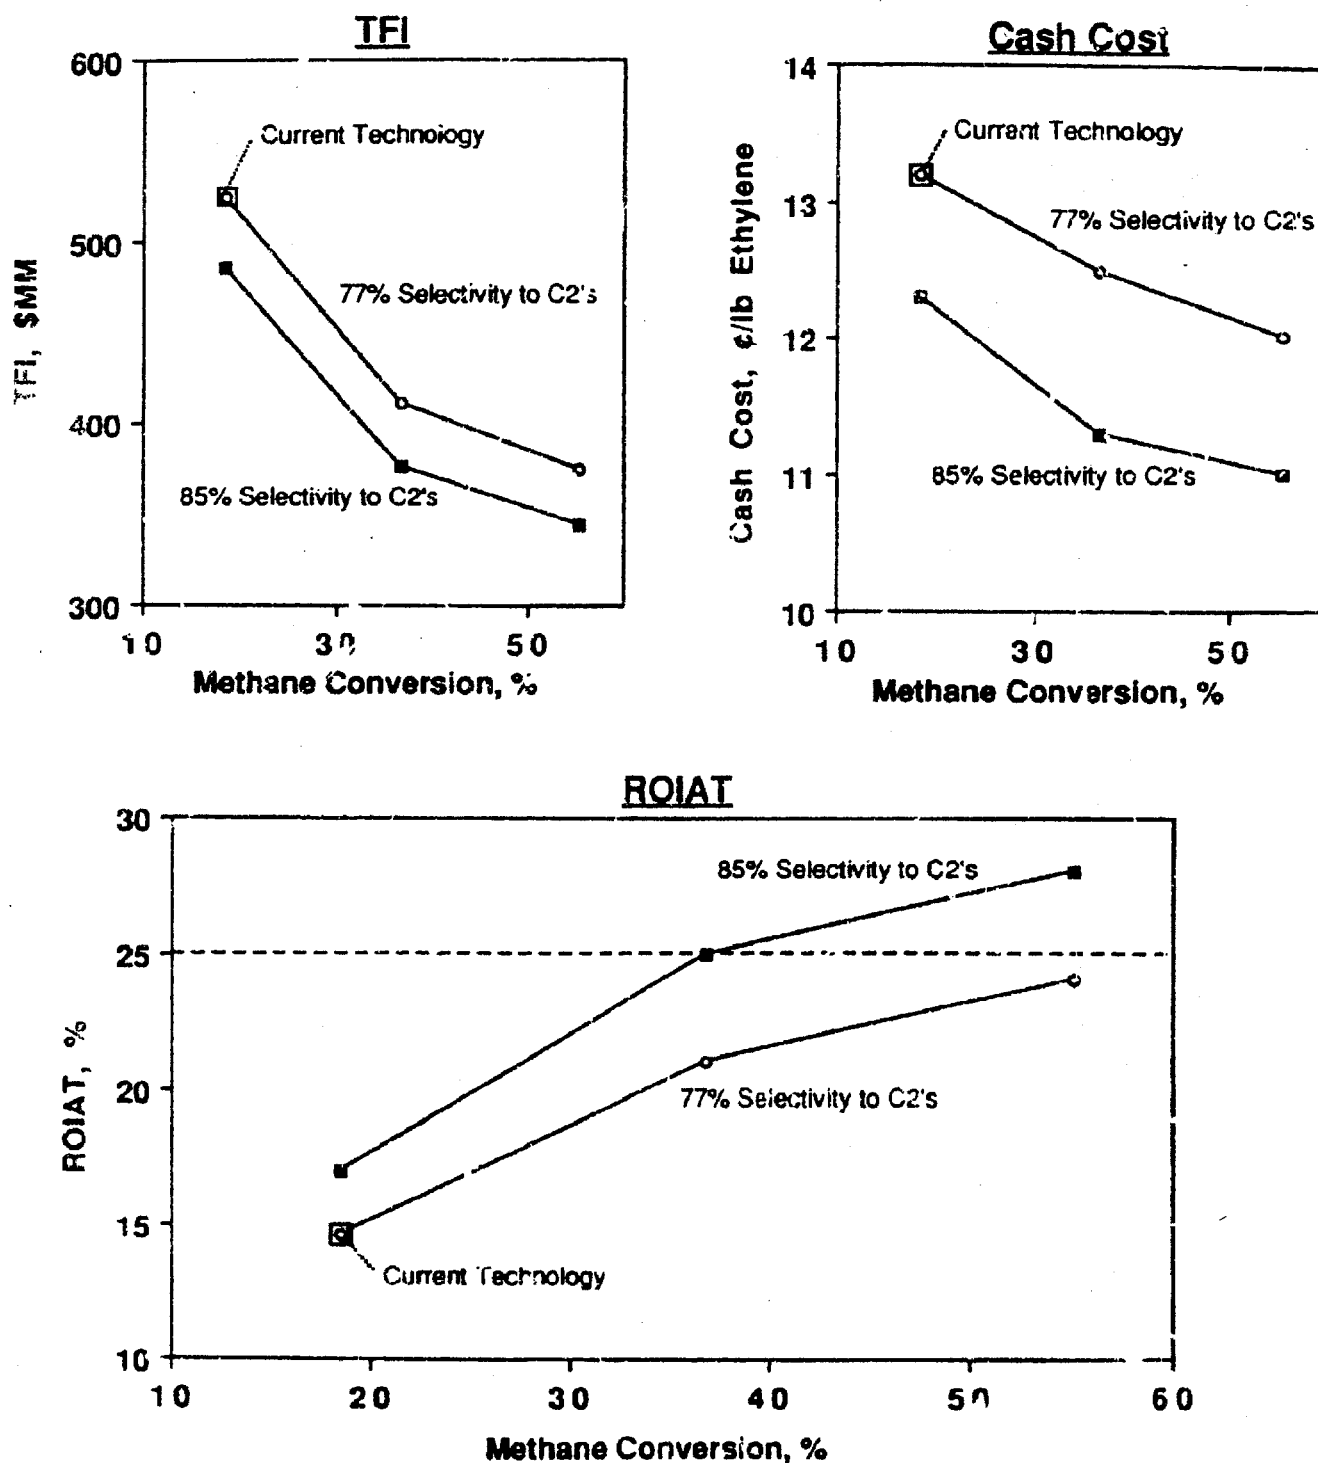 TFI
600
500
400
300
10 30 50
TFI, $MM
Methane Conversion, %
Current Technology
77% Selectivity to C2's
85% Selectivity to C2's
Cash Cost
14
13
12
11
10
10 30 50
Cash Cost, ¢/lb Ethylene
Methane Conversion, %
Current Technology
77% Selectivity to C2's
85% Selectivity to C2's
ROIAT
30
25
20
15
10
10 20 30 40 50 60
ROIAT, %
Methane Conversion, %
85% Selectivity to C2's
77% Selectivity to C2's
Current Technology